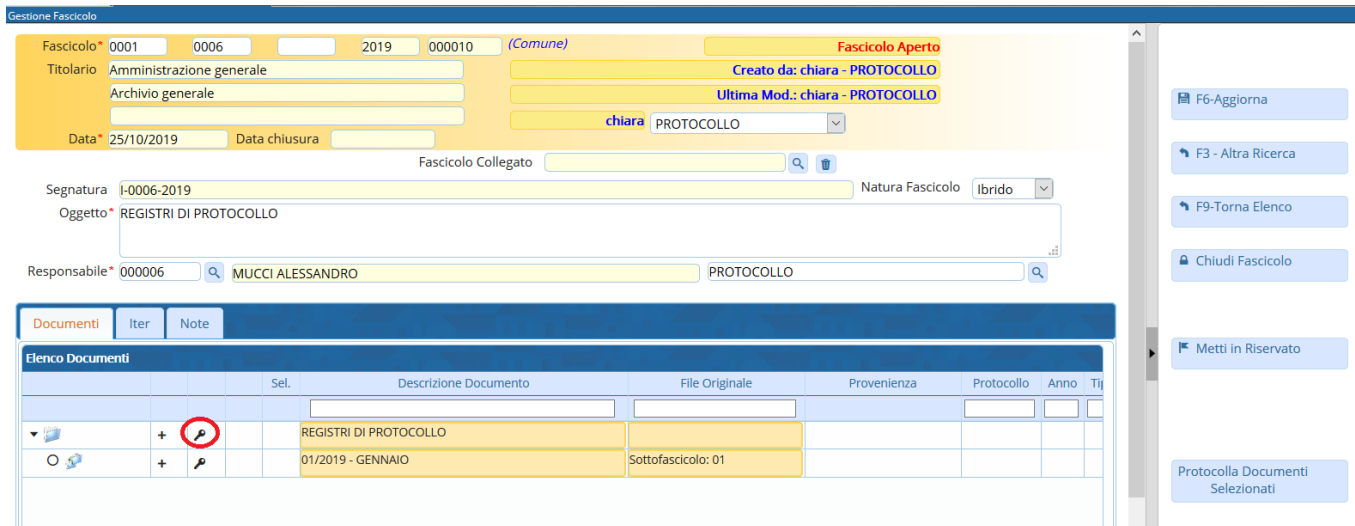 Gestione Fascicolo
Fascicolo* 0001 0006 2019 000010 (Comune) Fascicolo Aperto
Titolario Amministrazione generale Creato da: chiara - PROTOCOLLO
Archivio generale Ultima Mod.: chiara - PROTOCOLLO
chiara PROTOCOLLO
Data* 25/10/2019 Data chiusura
Fascicolo Collegato
Segnatura I-0006-2019 Natura Fascicolo Ibrido
Oggetto* REGISTRI DI PROTOCOLLO
Responsabile* 000006 MUCCI ALESSANDRO PROTOCOLLO
Documenti Iter Note
Elenco Documenti
Sel. Descrizione Documento File Originale Provenienza Protocollo Anno
+ REGISTRI DI PROTOCOLLO
+ 01/2019 - GENNAIO Sottofascicolo: 01
F6-Aggiorna
F3 - Altra Ricerca
F9-Torna Elenco
Chiudi Fascicolo
Metti in Riservato
Protocolla Documenti
Selezionati